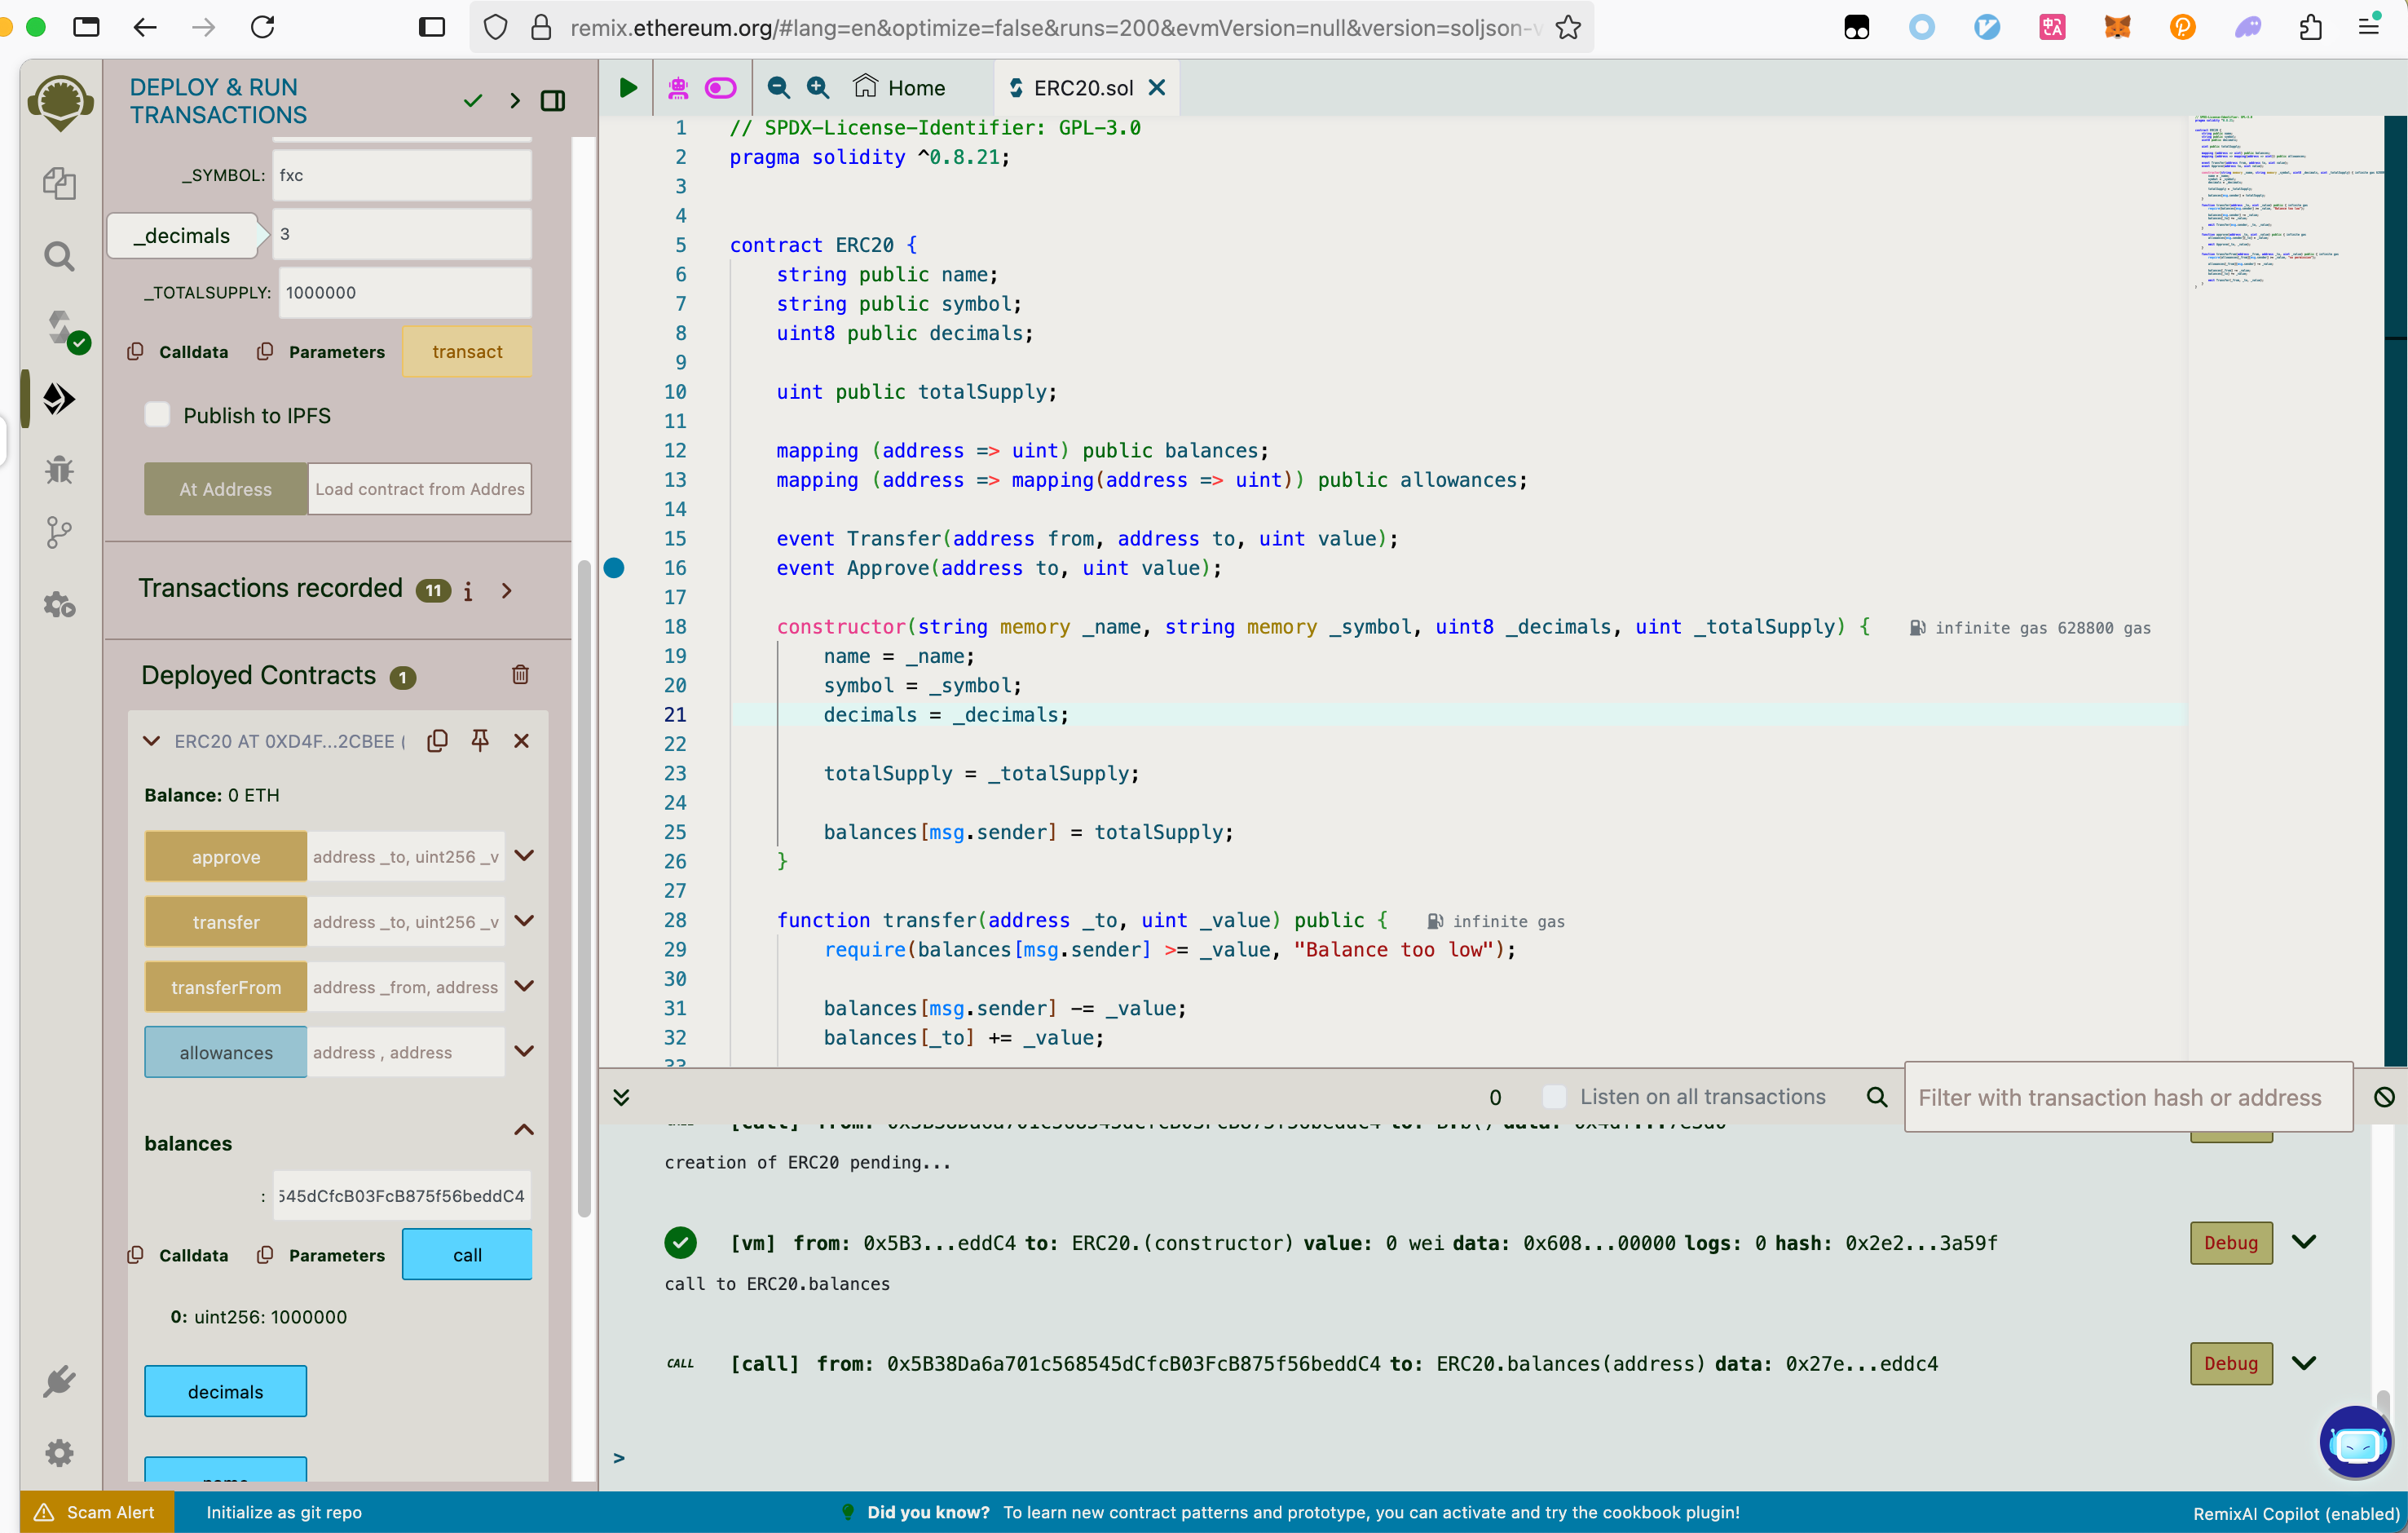 remix.ethereum.org/#lang=en&optimize=false&runs=200&evmVersion=null&version=soljson-v
DEPLOY & RUN
TRANSACTIONS
_SYMBOL: fxc
_decimals 3
_TOTALSUPPLY: 1000000
Calldata Parameters transact
Publish to IPFS
At Address Load contract from Addres
Transactions recorded 11 i
Deployed Contracts 1
ERC20 AT 0XD4F...2CBEE (
Balance: 0 ETH
approve address _to, uint256 _v
transfer address _to, uint256 _v
transferFrom address _from, address
allowances address , address
balances
: 545dCfcB03FcB875f56beddC4
Calldata Parameters call
0: uint256: 1000000
decimals
Home ERC20.sol
1 // SPDX-License-Identifier: GPL-3.0
2 pragma solidity ^0.8.21;
3
4
5 contract ERC20 {
6 string public name;
7 string public symbol;
8 uint8 public decimals;
9
10 uint public totalSupply;
11
12 mapping (address => uint) public balances;
13 mapping (address => mapping(address => uint)) public allowances;
14
15 event Transfer(address from, address to, uint value);
16 event Approve(address to, uint value);
17
18 constructor(string memory _name, string memory _symbol, uint8 _decimals, uint _totalSupply) { infinite gas 628800 gas
19 name = _name;
20 symbol = _symbol;
21 decimals = _decimals;
22
23 totalSupply = _totalSupply;
24
25 balances[msg.sender] = totalSupply;
26 }
27
28 function transfer(address _to, uint _value) public { infinite gas
29 require(balances[msg.sender] >= _value, "Balance too low");
30
31 balances[msg.sender] -= _value;
32 balances[_to] += _value;
33
0 Listen on all transactions Filter with transaction hash or address
creation of ERC20 pending...
[vm] from: 0x5B3...eddC4 to: ERC20.(constructor) value: 0 wei data: 0x608...00000 logs: 0 hash: 0x2e2...3a59f Debug
call to ERC20.balances
CALL [call] from: 0x5B38Da6a701c568545dCfcB03FcB875f56beddC4 to: ERC20.balances(address) data: 0x27e...eddc4 Debug
>
Scam Alert Initialize as git repo Did you know? To learn new contract patterns and prototype, you can activate and try the cookbook plugin! RemixAI Copilot (enabled)